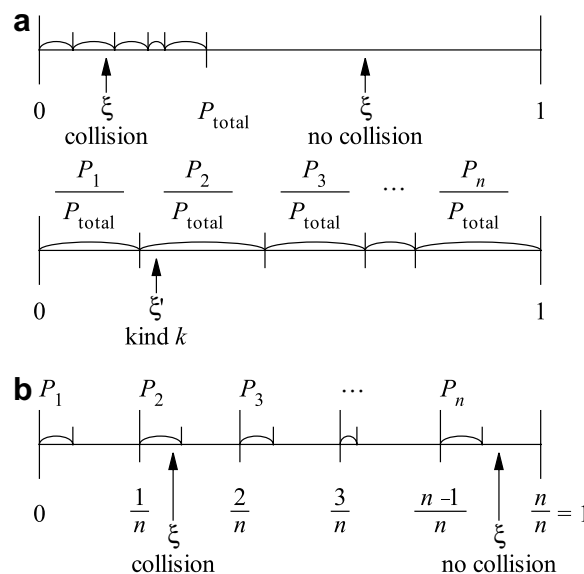 a
0 ξ P_total ξ 1
collision no collision
P_1/P_total P_2/P_total P_3/P_total ... P_n/P_total
0 ξ' 1
kind k
b
P_1 P_2 P_3 ... P_n
0 1/n 2/n 3/n n-1/n n/n = 1
ξ ξ
collision no collision